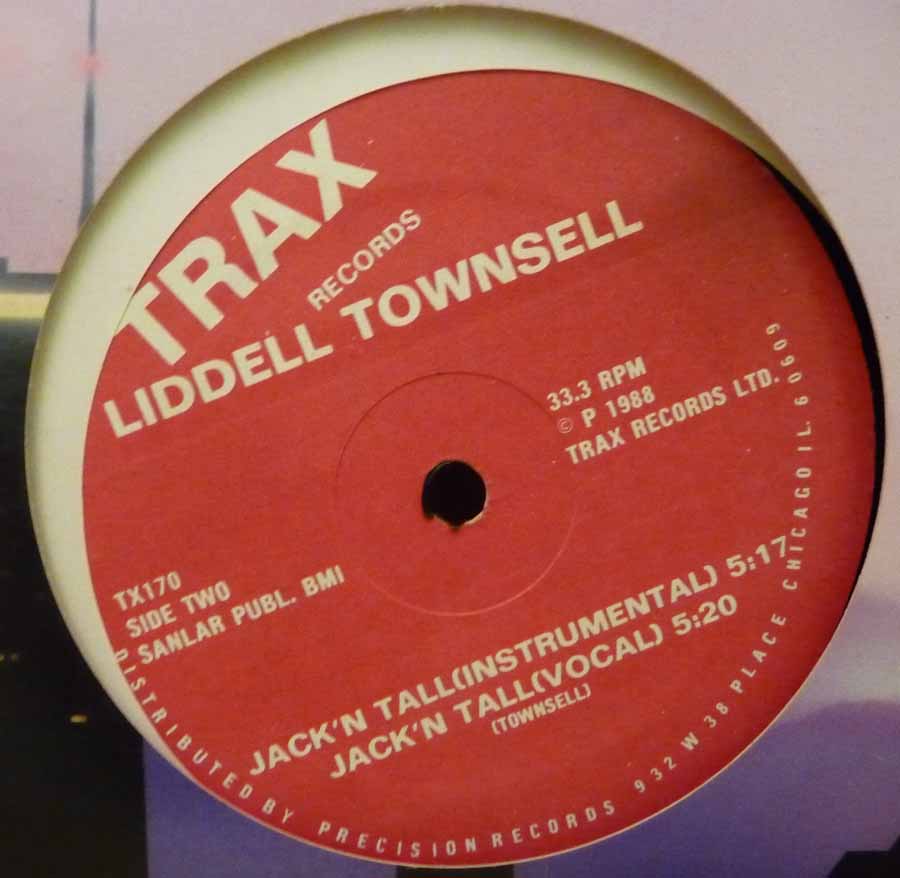 TRAX
RECORDS
LIDDELL TOWNSELL
33.3 RPM
© P 1988
TRAX RECORDS LTD.
TX170
SIDE TWO
SANLAR PUBL. BMI
JACK'N TALL(INSTRUMENTAL) 5:17
JACK'N TALL(VOCAL) 5:20
(TOWNSELL)
DISTRIBUTED BY PRECISION RECORDS 932 W 38 PLACE CHICAGO IL. 60609